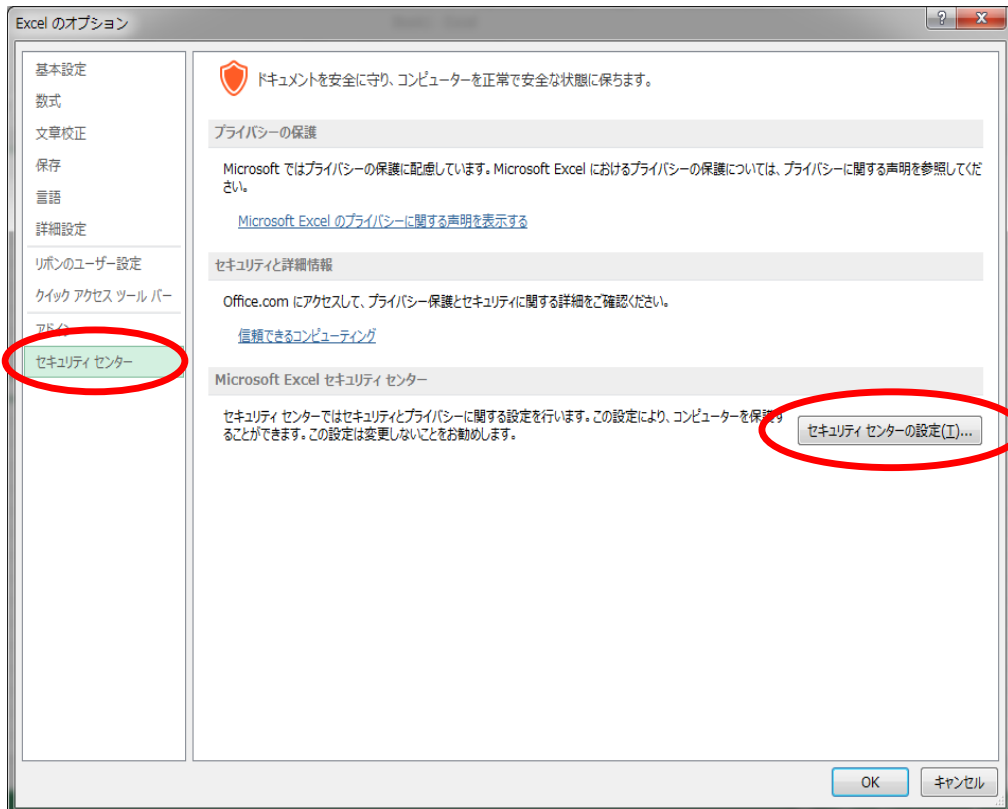 Excel のオプション
基本設定
数式
文章校正
保存
言語
詳細設定
リボンのユーザー設定
クイック アクセス ツール バー
アドイン
セキュリティ センター
ドキュメントを安全に守り、コンピューターを正常で安全な状態に保ちます。
プライバシーの保護
Microsoft ではプライバシーの保護に配慮しています。Microsoft Excel におけるプライバシーの保護については、プライバシーに関する声明を参照してくだ
さい。
Microsoft Excel のプライバシーに関する声明を表示する
セキュリティと詳細情報
Office.com にアクセスして、プライバシー保護とセキュリティに関する詳細をご確認ください。
信頼できるコンピューティング
Microsoft Excel セキュリティ センター
セキュリティ センターではセキュリティとプライバシーに関する設定を行います。この設定により、コンピューターを保護す
ることができます。この設定は変更しないことをお勧めします。
セキュリティ センターの設定(T)...
OK
キャンセル